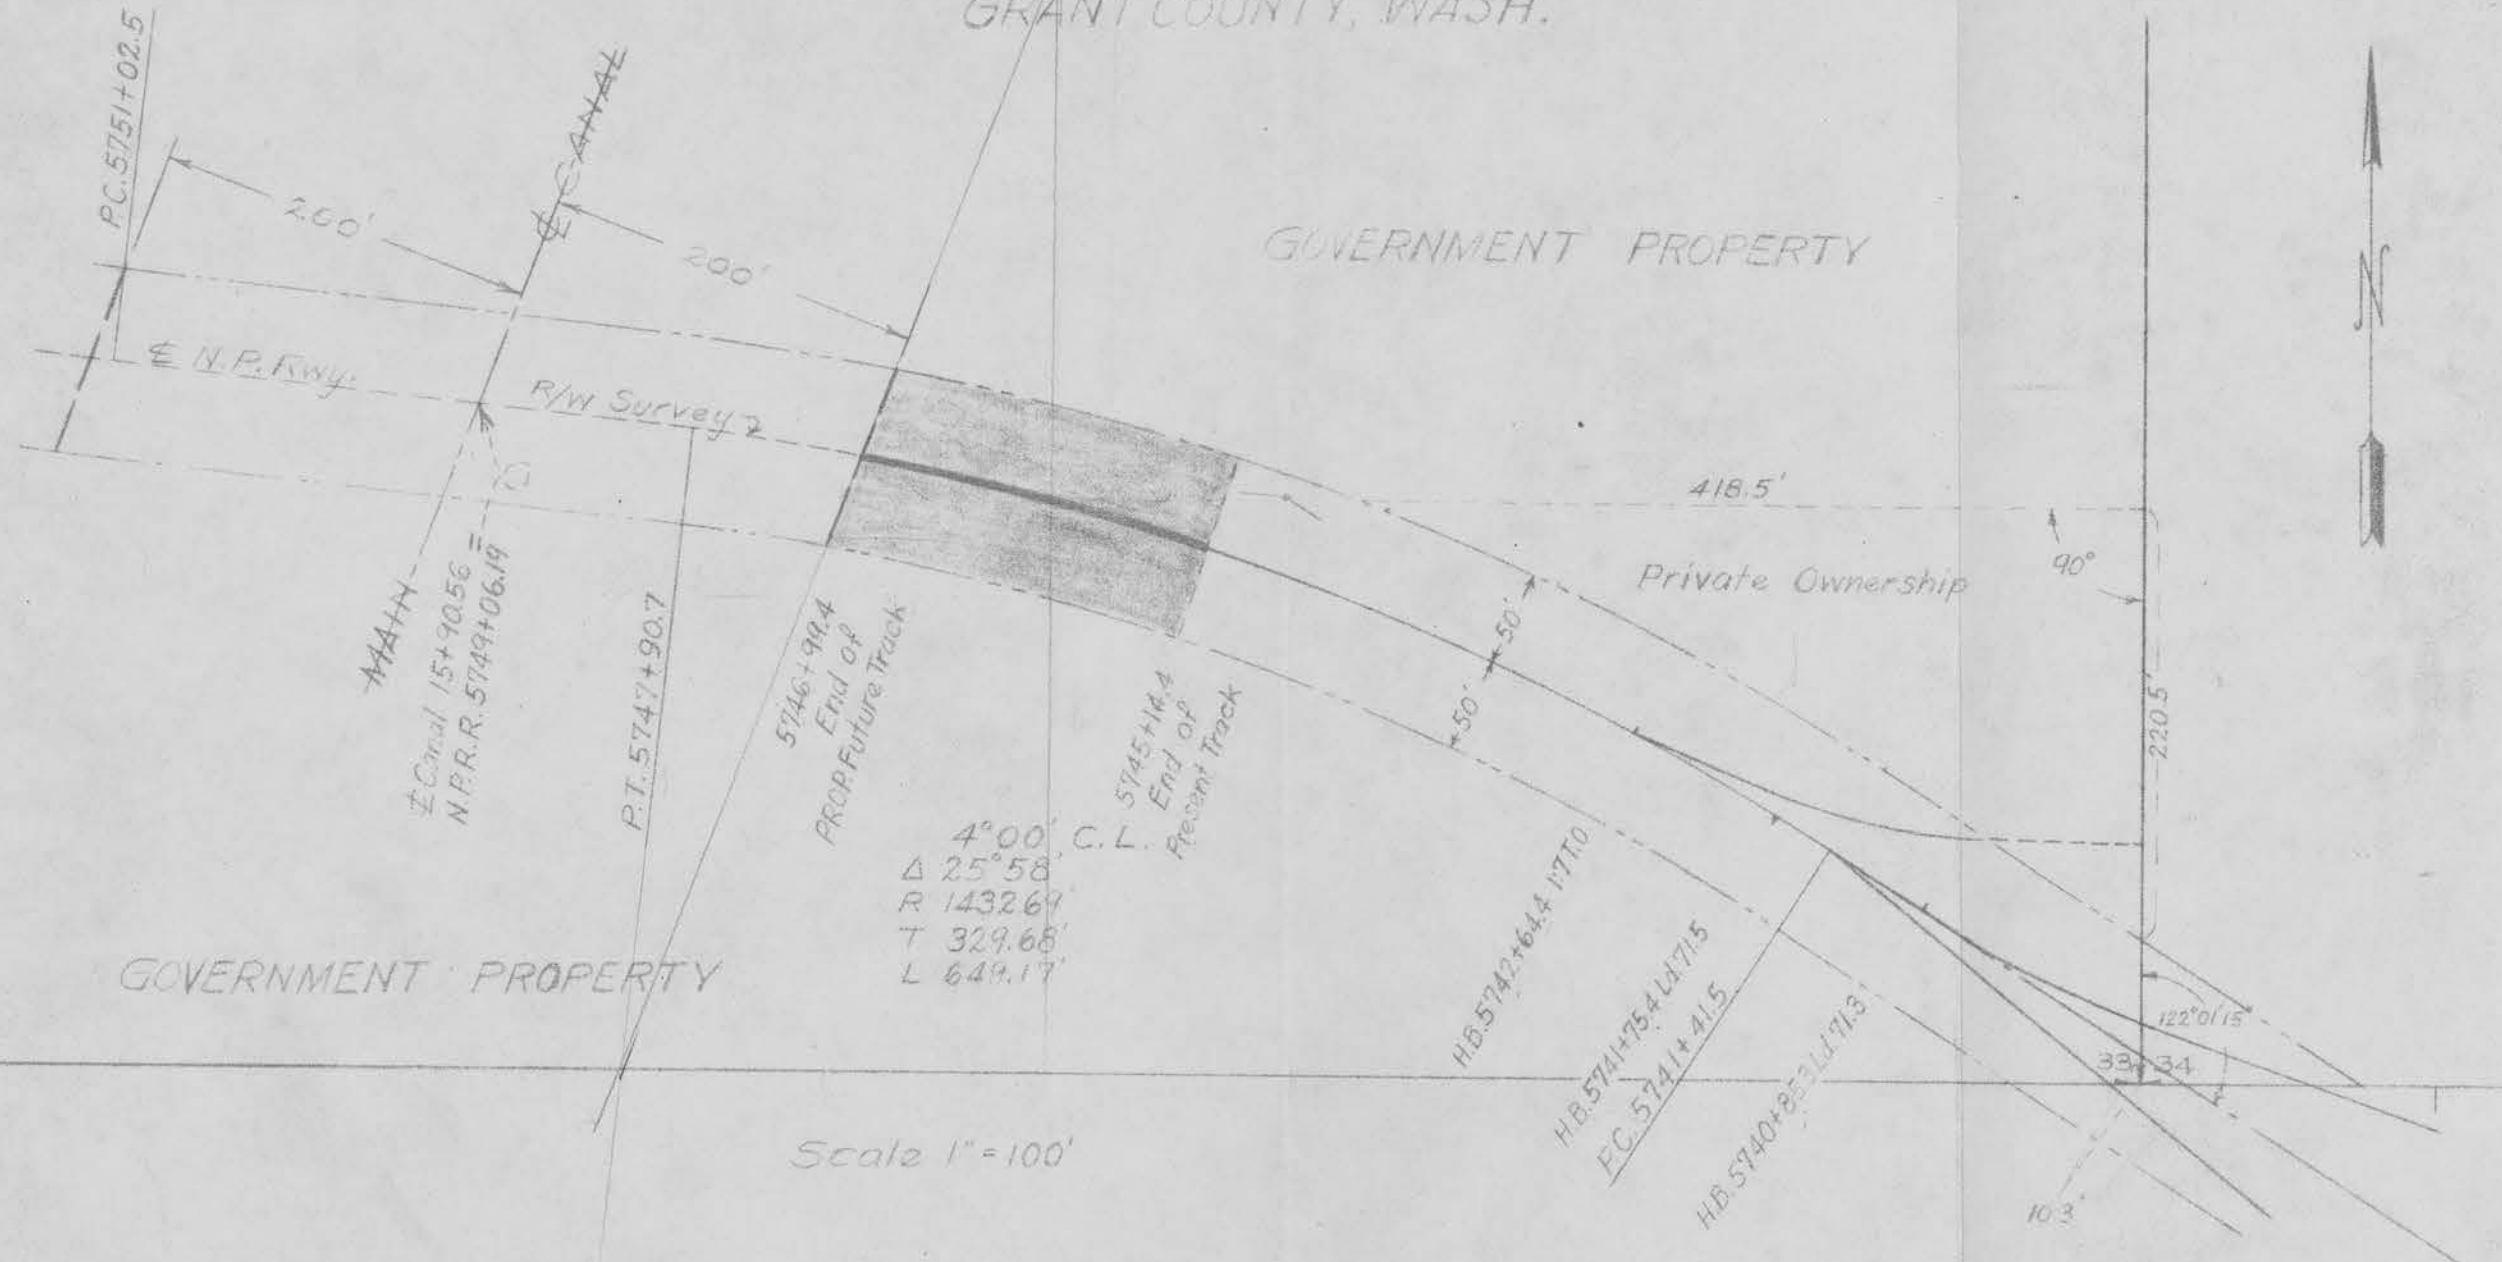 GRANT COUNTY, WASH.
P.C. 5751+02.5
200'
℄ CANAL
200'
GOVERNMENT PROPERTY
N
℄ N.P. Rwy.
R/W Survey
418.5'
90°
Private Ownership
50'
50'
220.5'
MAIN
℄ Canal 15+90.56 =
N.P.R.R. 5749+06.19
P.T. 5747+90.7
5746+99.4
End of
PROP. Future Track
5745+14.4
End of
Present Track
4°00' C.L.
Δ 25°58'
R 1432.69'
T 329.68'
L 649.17'
GOVERNMENT PROPERTY
H.B. 5742+64.4 1:7 T.O
H.B. 5741+75.4 Ld 71.5
P.C. 5741+41.5
H.B. 5740+85.3 Ld 71.3
122°01'15"
33 34
10.3'
Scale 1"=100'